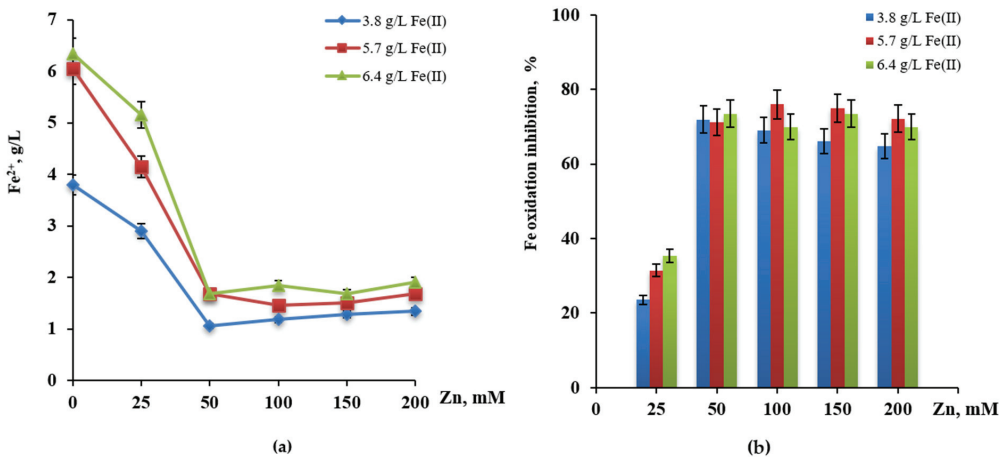 7
6
5
4
3
2
1
0
Fe²⁺, g/L
3.8 g/L Fe(II)
5.7 g/L Fe(II)
6.4 g/L Fe(II)
0 25 50 100 150 200 Zn, mM
(a)
100
80
60
40
20
0
Fe oxidation inhibition, %
3.8 g/L Fe(II)
5.7 g/L Fe(II)
6.4 g/L Fe(II)
0 25 50 100 150 200 Zn, mM
(b)